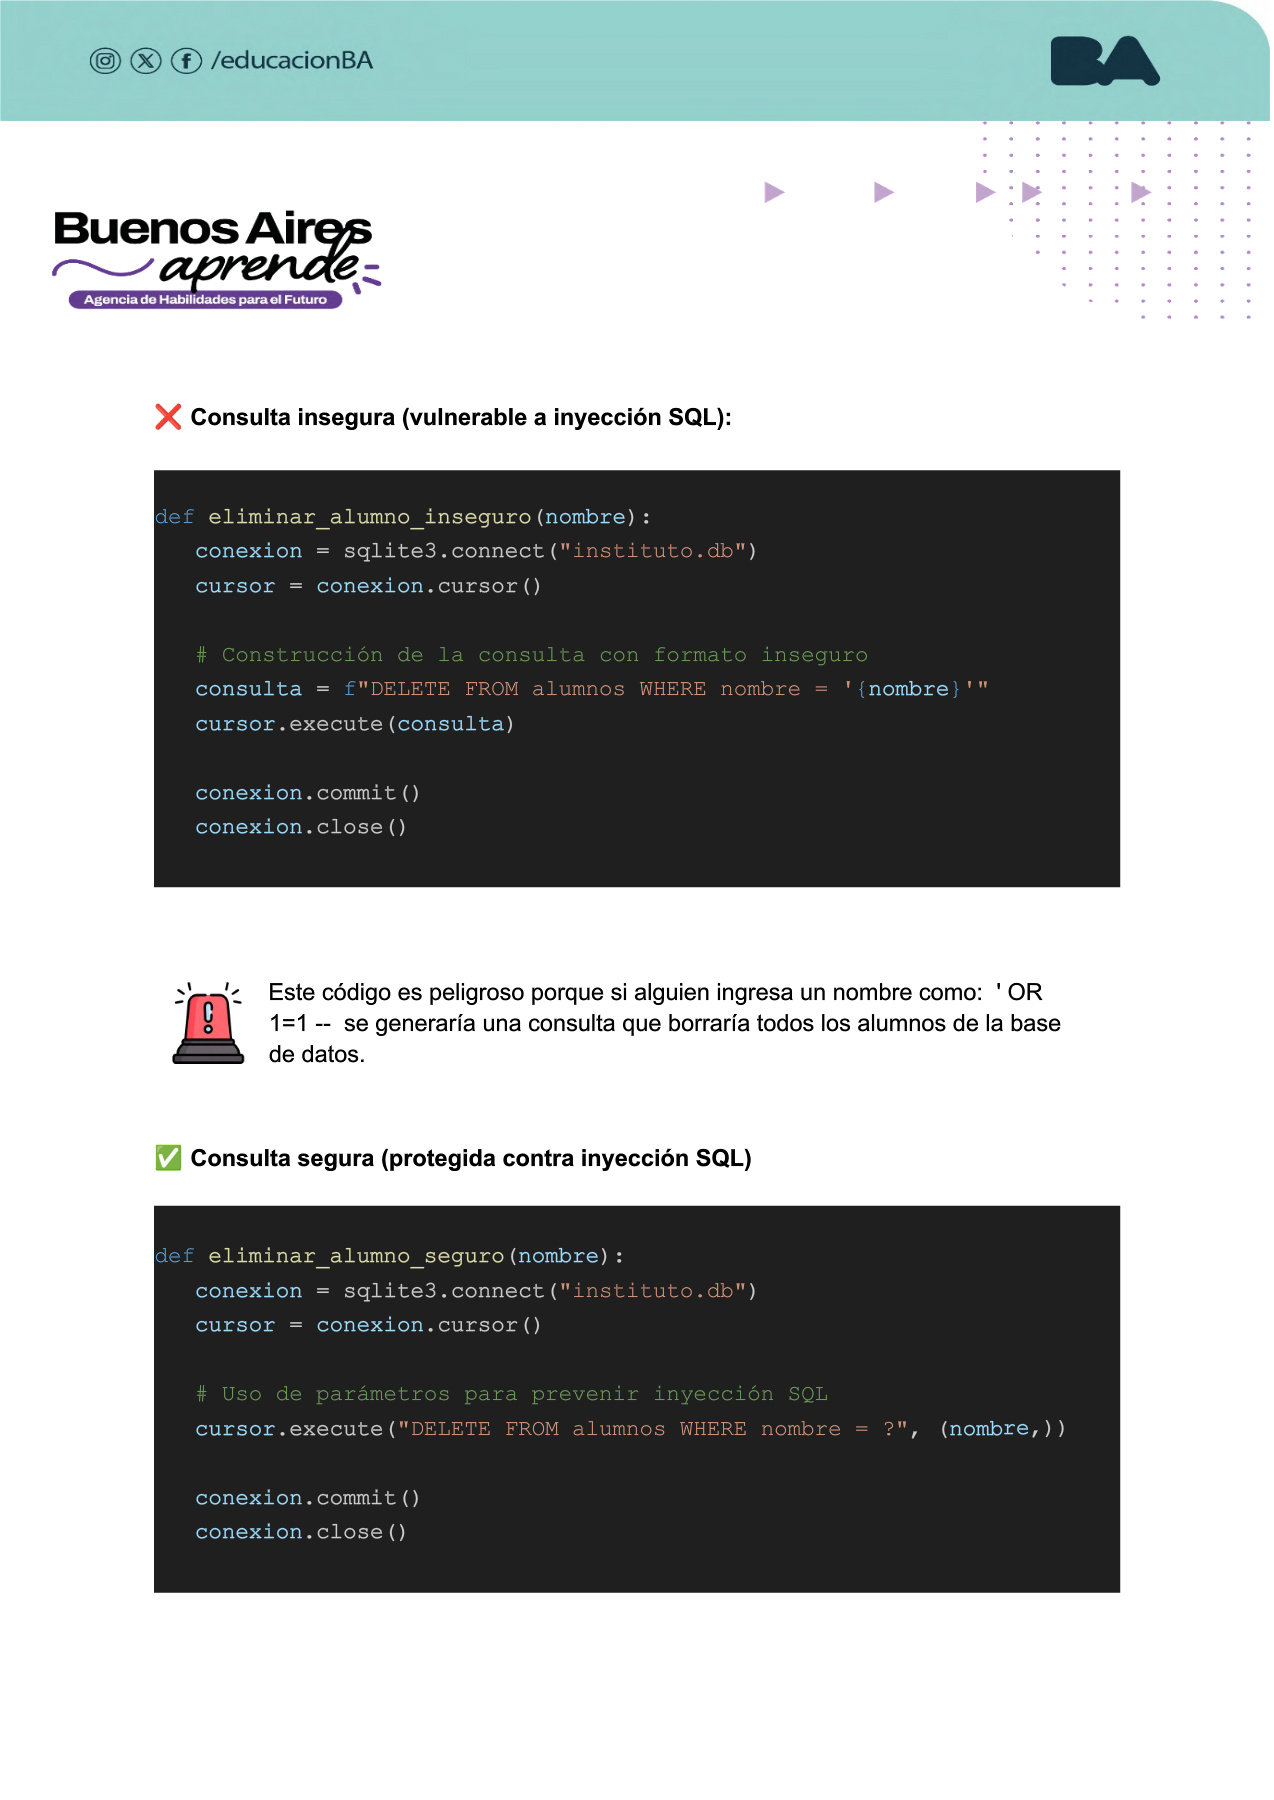 /educacionBA
BA
Buenos Aires
aprende
Agencia de Habilidades para el Futuro
❌ Consulta insegura (vulnerable a inyección SQL):
def eliminar_alumno_inseguro(nombre):
   conexion = sqlite3.connect("instituto.db")
   cursor = conexion.cursor()
   # Construcción de la consulta con formato inseguro
   consulta = f"DELETE FROM alumnos WHERE nombre = '{nombre}'"
   cursor.execute(consulta)
   conexion.commit()
   conexion.close()
Este código es peligroso porque si alguien ingresa un nombre como:  ' OR
1=1 --  se generaría una consulta que borraría todos los alumnos de la base
de datos.
✅ Consulta segura (protegida contra inyección SQL)
def eliminar_alumno_seguro(nombre):
   conexion = sqlite3.connect("instituto.db")
   cursor = conexion.cursor()
   # Uso de parámetros para prevenir inyección SQL
   cursor.execute("DELETE FROM alumnos WHERE nombre = ?", (nombre,))
   conexion.commit()
   conexion.close()